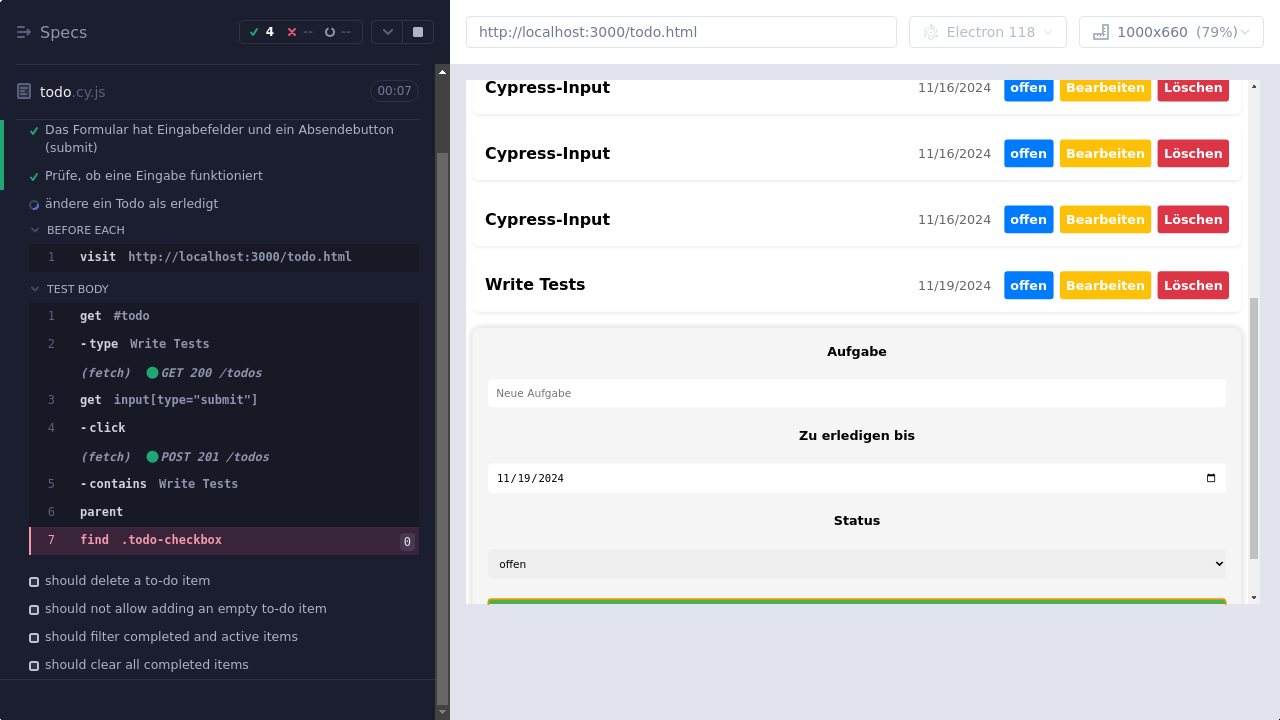 Specs
4
--
--
todo.cy.js
00:07
Das Formular hat Eingabefelder und ein Absendebutton
(submit)
Prüfe, ob eine Eingabe funktioniert
ändere ein Todo als erledigt
BEFORE EACH
1 visit http://localhost:3000/todo.html
TEST BODY
1 get #todo
2 -type Write Tests
(fetch) GET 200 /todos
3 get input[type="submit"]
4 -click
(fetch) POST 201 /todos
5 -contains Write Tests
6 parent
7 find .todo-checkbox 0
should delete a to-do item
should not allow adding an empty to-do item
should filter completed and active items
should clear all completed items
http://localhost:3000/todo.html
Electron 118
1000x660 (79%)
Cypress-Input 11/16/2024 offen Bearbeiten Löschen
Cypress-Input 11/16/2024 offen Bearbeiten Löschen
Cypress-Input 11/16/2024 offen Bearbeiten Löschen
Write Tests 11/19/2024 offen Bearbeiten Löschen
Aufgabe
Neue Aufgabe
Zu erledigen bis
11/19/2024
Status
offen